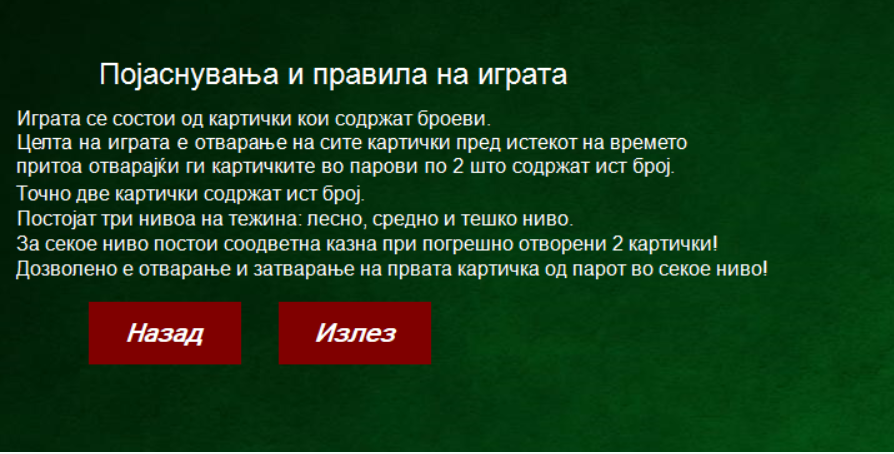 Појаснувања и правила на играта
Играта се состои од картички кои содржат броеви.
Целта на играта е отварање на сите картички пред истекот на времето
притоа отварајќи ги картичките во парови по 2 што содржат ист број.
Точно две картички содржат ист број.
Постојат три нивоа на тежина: лесно, средно и тешко ниво.
За секое ниво постои соодветна казна при погрешно отворени 2 картички!
Дозволено е отварање и затварање на првата картичка од парот во секое ниво!
Назад
Излез